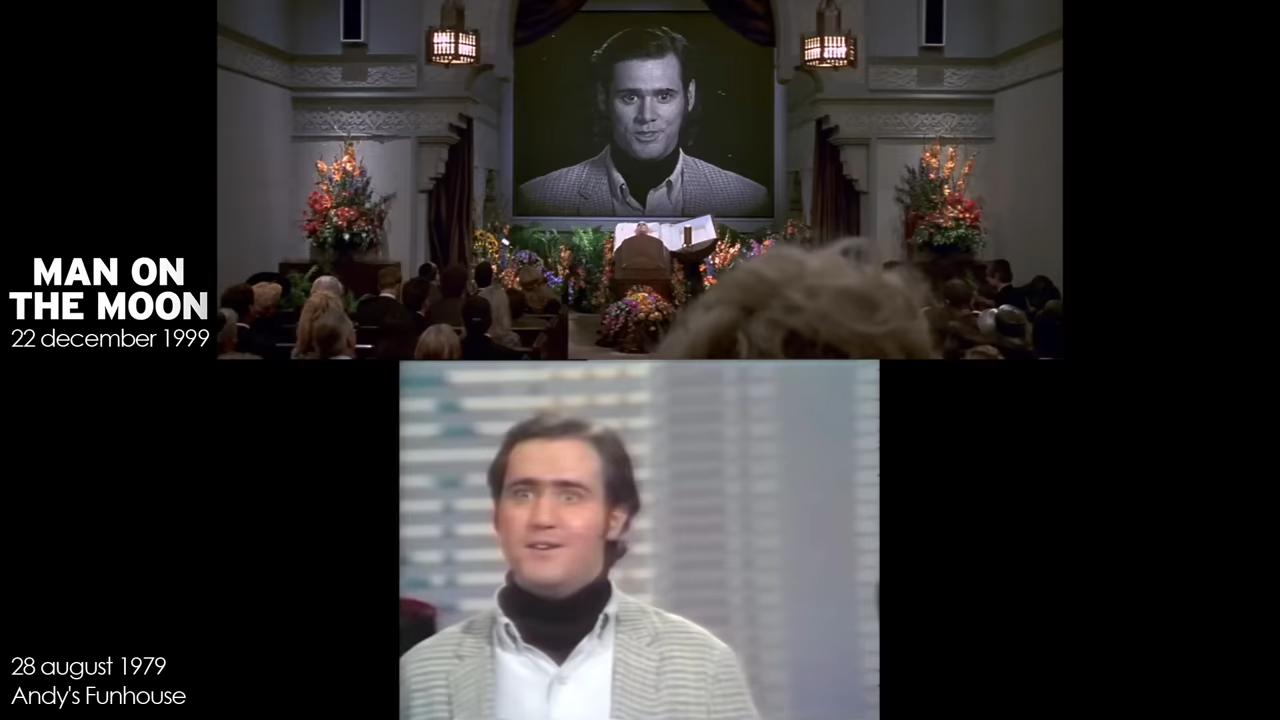 MAN ON
THE MOON
22 december 1999
28 august 1979
Andy's Funhouse